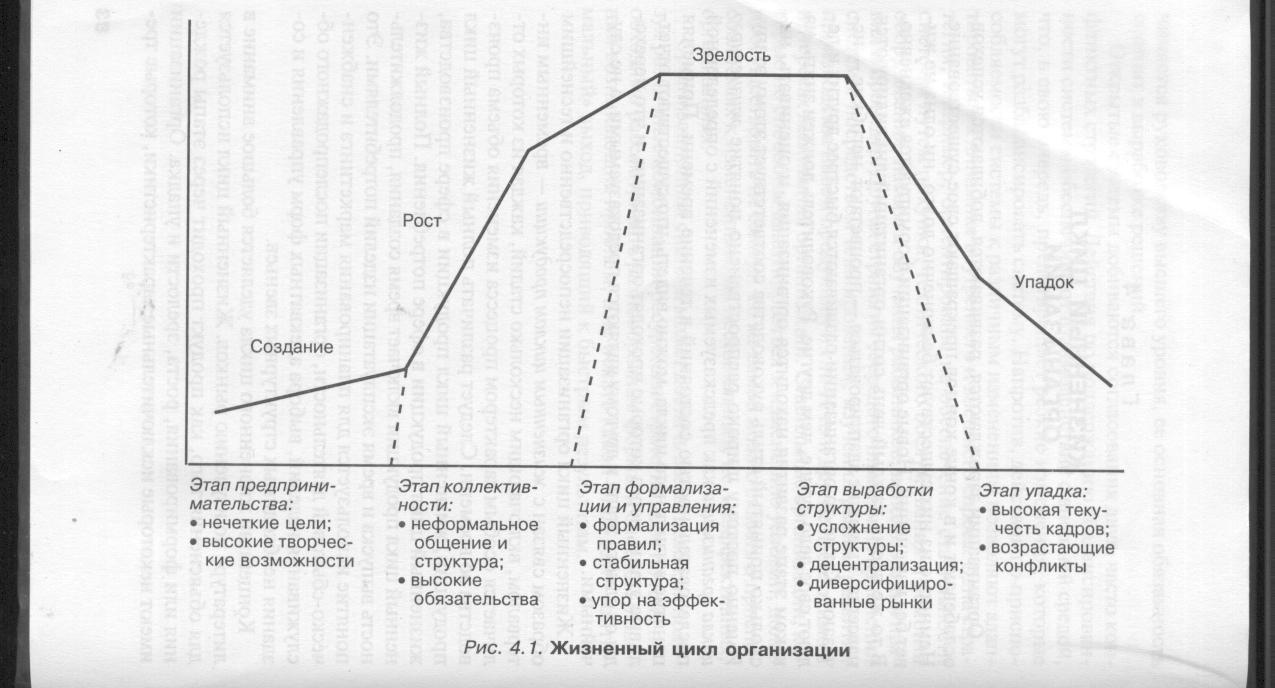 Зрелость
Рост
Упадок
Создание
Этап предприни-
мательства:
• нечеткие цели;
• высокие творчес-
кие возможности
Этап коллектив-
ности:
• неформальное
общение и
структура;
• высокие
обязательства
Этап формализа-
ции и управления:
• формализация
правил;
• стабильная
структура;
• упор на эффек-
тивность
Этап выработки
структуры:
• усложнение
структуры;
• децентрализация;
• диверсифициро-
ванные рынки
Этап упадка:
• высокая теку-
честь кадров;
• возрастающие
конфликты
Рис. 4.1. Жизненный цикл организации